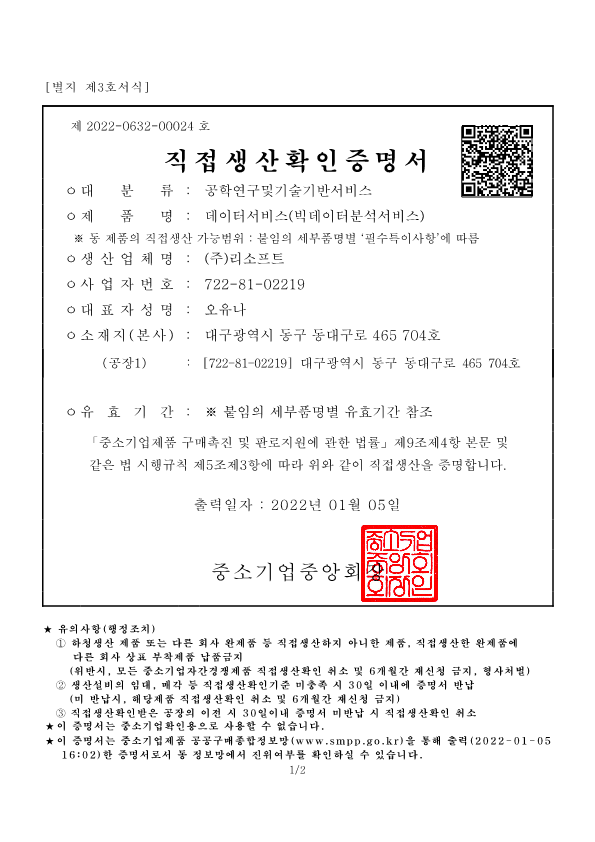 [별지 제3호서식]
제 2022-0632-00024 호
직접생산확인증명서
ㅇ대 분 류 : 공학연구및기술기반서비스
ㅇ제 품 명 : 데이터서비스(빅데이터분석서비스)
※ 동 제품의 직접생산 가능범위 : 붙임의 세부품명별 '필수특이사항'에 따름
ㅇ생 산 업 체 명 : (주)리소프트
ㅇ사 업 자 번 호 : 722-81-02219
ㅇ대 표 자 성 명 : 오유나
ㅇ소 재 지(본 사) : 대구광역시 동구 동대구로 465 704호
(공장1) : [722-81-02219] 대구광역시 동구 동대구로 465 704호
ㅇ유 효 기 간 : ※ 붙임의 세부품명별 유효기간 참조
「중소기업제품 구매촉진 및 판로지원에 관한 법률」제9조제4항 본문 및
같은 법 시행규칙 제5조제3항에 따라 위와 같이 직접생산을 증명합니다.
출력일자 : 2022년 01월 05일
중소기업중앙회장
중소기업
중앙회
회장인
★ 유의사항(행정조치)
① 하청생산 제품 또는 다른 회사 완제품 등 직접생산하지 아니한 제품, 직접생산한 완제품에
다른 회사 상표 부착제품 납품금지
(위반시, 모든 중소기업자간경쟁제품 직접생산확인 취소 및 6개월간 재신청 금지, 형사처벌)
② 생산설비의 임대, 매각 등 직접생산확인기준 미충족 시 30일 이내에 증명서 반납
(미 반납시, 해당제품 직접생산확인 취소 및 6개월간 재신청 금지)
③ 직접생산확인받은 공장의 이전 시 30일이내 증명서 미반납 시 직접생산확인 취소
★이 증명서는 중소기업확인용으로 사용할 수 없습니다.
★이 증명서는 중소기업제품 공공구매종합정보망(www.smpp.go.kr)을 통해 출력(2022-01-05
16:02)한 증명서로서 동 정보망에서 진위여부를 확인하실 수 있습니다.
1/2